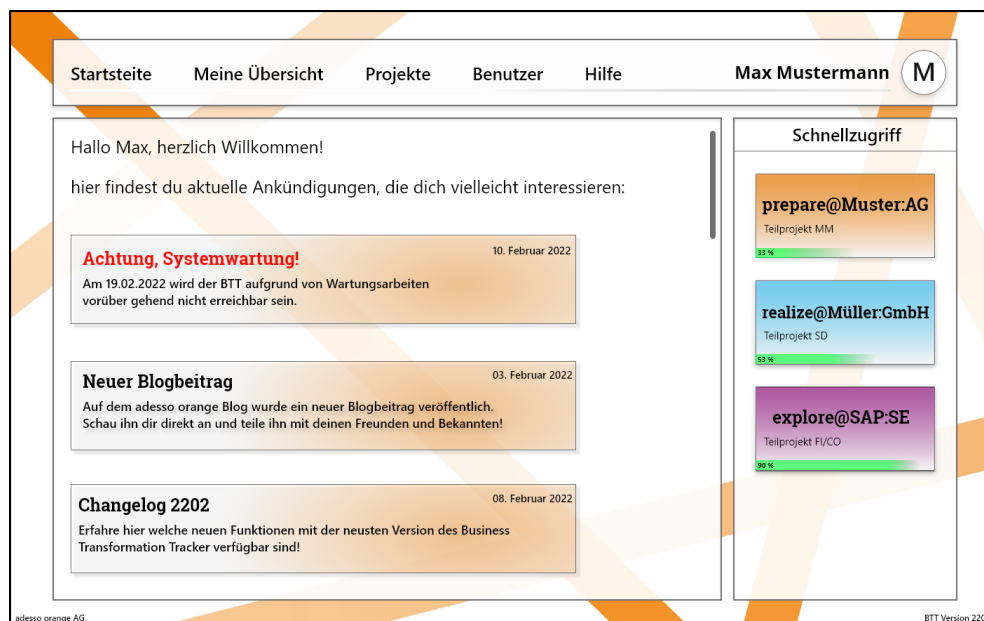 Startseite Meine Übersicht Projekte Benutzer Hilfe Max Mustermann M
Hallo Max, herzlich Willkommen!
hier findest du aktuelle Ankündigungen, die dich vielleicht interessieren:
Achtung, Systemwartung! 10. Februar 2022
Am 19.02.2022 wird der BTT aufgrund von Wartungsarbeiten
vorüber gehend nicht erreichbar sein.
Neuer Blogbeitrag 03. Februar 2022
Auf dem adesso orange Blog wurde ein neuer Blogbeitrag veröffentlich.
Schau ihn dir direkt an und teile ihn mit deinen Freunden und Bekannten!
Changelog 2202 08. Februar 2022
Erfahre hier welche neuen Funktionen mit der neusten Version des Business
Transformation Tracker verfügbar sind!
Schnellzugriff
prepare@Muster:AG
Teilprojekt MM
33 %
realize@Müller:GmbH
Teilprojekt SD
53 %
explore@SAP:SE
Teilprojekt FI/CO
90 %
adesso orange AG BTT Version 220